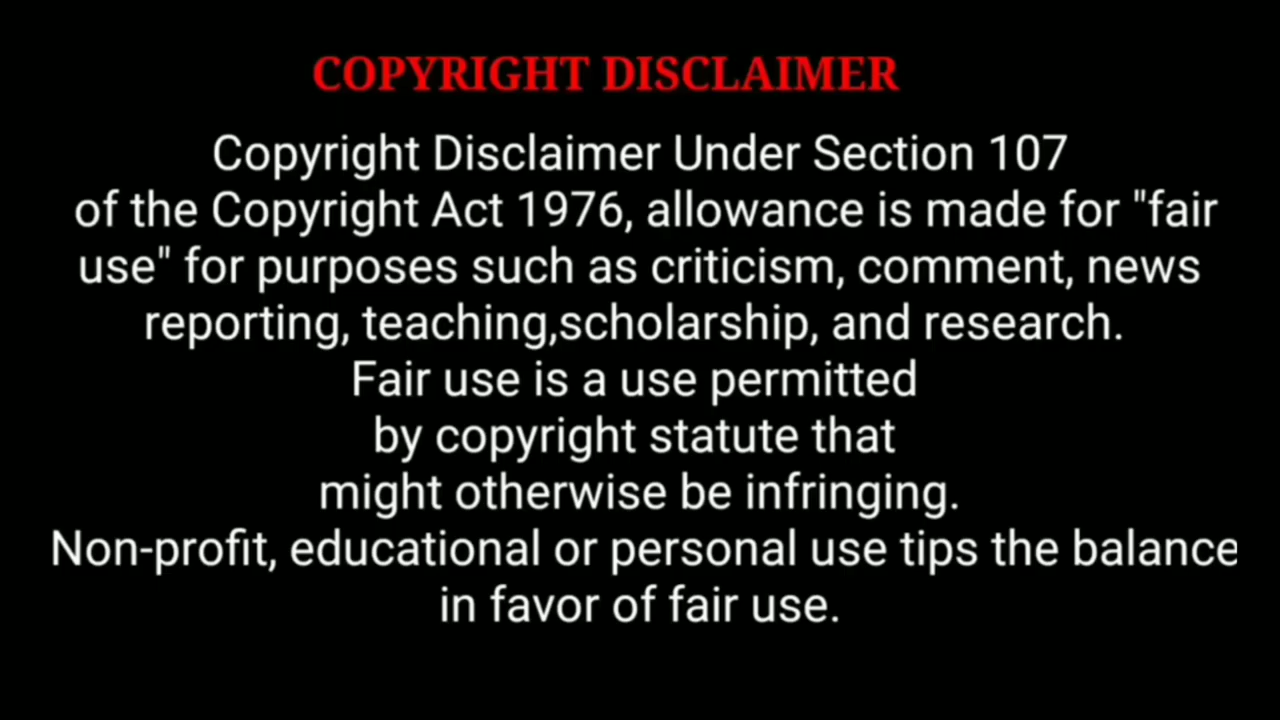 COPYRIGHT DISCLAIMER
Copyright Disclaimer Under Section 107
of the Copyright Act 1976, allowance is made for "fair
use" for purposes such as criticism, comment, news
reporting, teaching,scholarship, and research.
Fair use is a use permitted
by copyright statute that
might otherwise be infringing.
Non-profit, educational or personal use tips the balance
in favor of fair use.